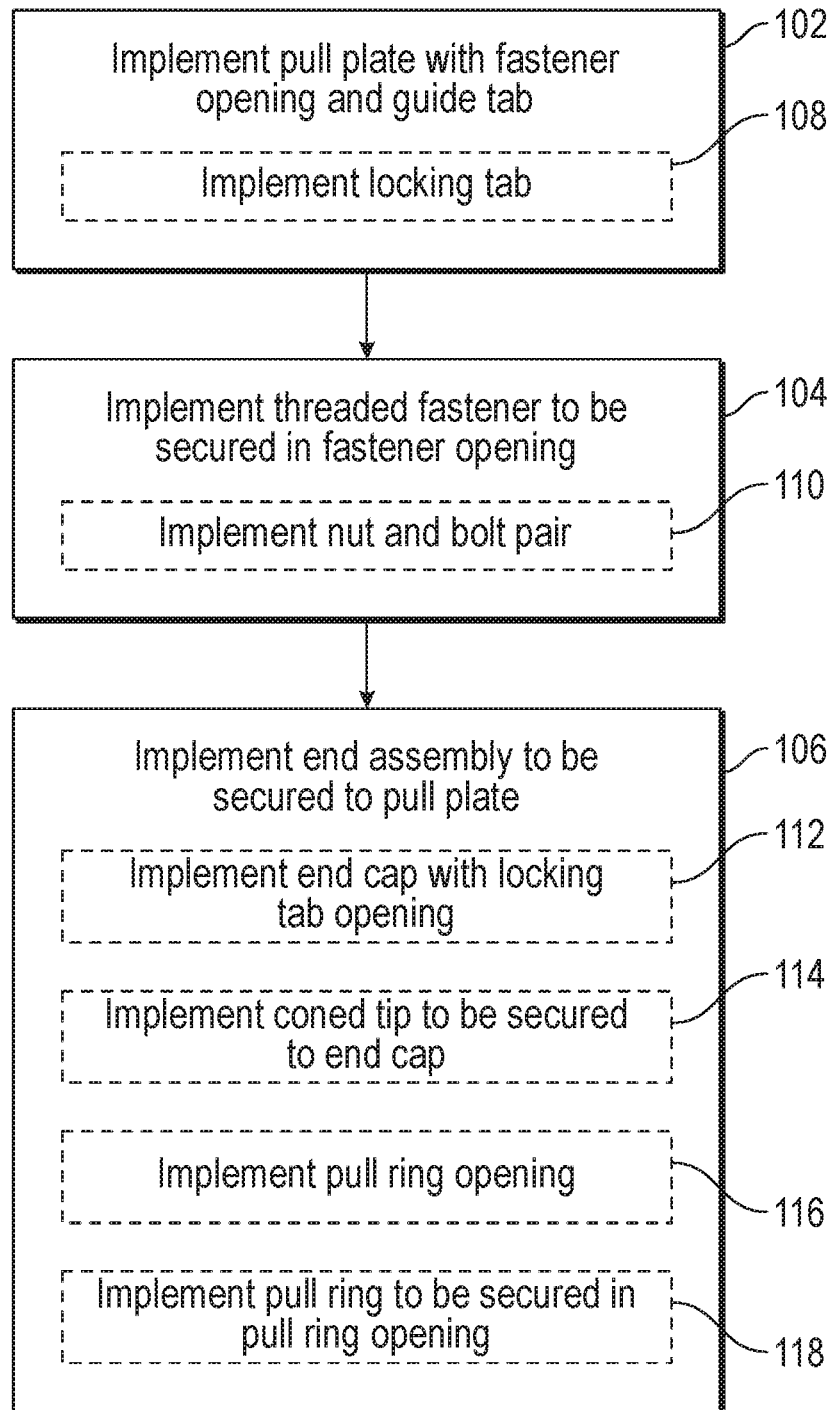 Implement pull plate with fastener
opening and guide tab
102
Implement locking tab
108
Implement threaded fastener to be
secured in fastener opening
104
Implement nut and bolt pair
110
Implement end assembly to be
secured to pull plate
106
Implement end cap with locking
tab opening
112
Implement coned tip to be secured
to end cap
114
Implement pull ring opening
116
Implement pull ring to be secured in
pull ring opening
118